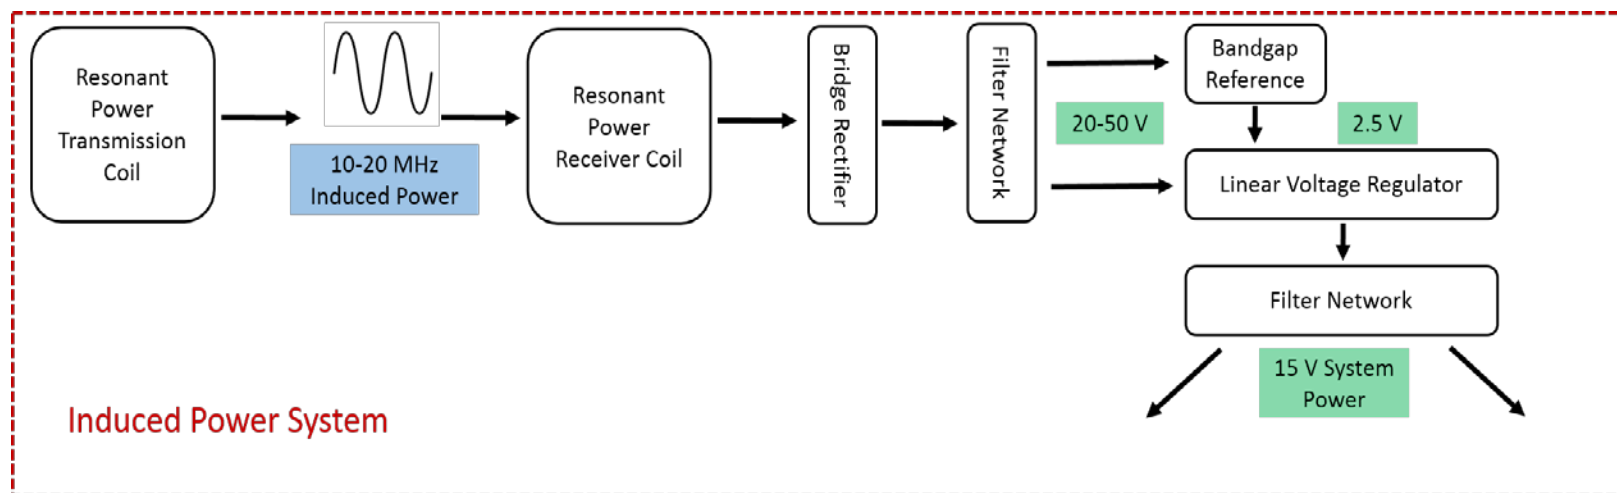 Resonant
Power
Transmission
Coil
10-20 MHz
Induced Power
Resonant
Power
Receiver Coil
Bridge Rectifier
Filter Network
20-50 V
Bandgap
Reference
2.5 V
Linear Voltage Regulator
Filter Network
15 V System
Power
Induced Power System